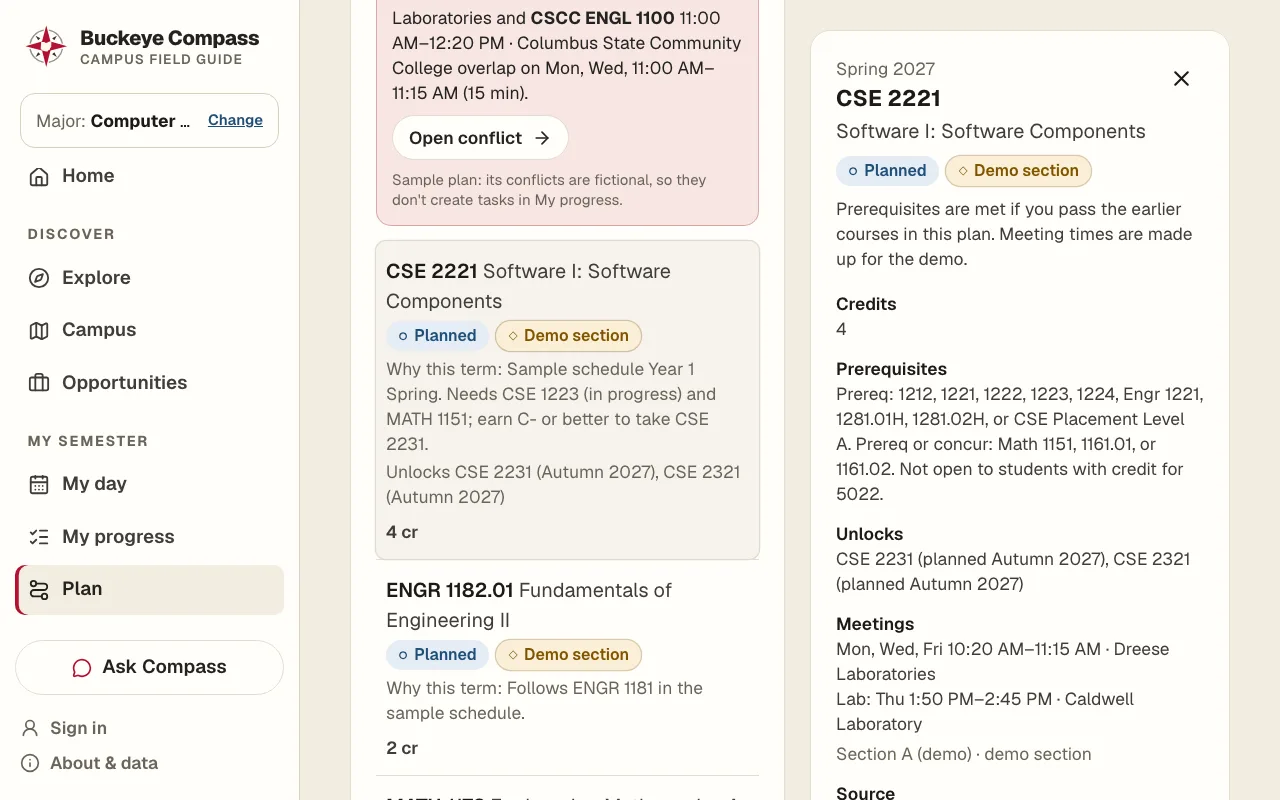 Buckeye Compass
CAMPUS FIELD GUIDE
Major: Computer ...
Change
Home
DISCOVER
Explore
Campus
Opportunities
MY SEMESTER
My day
My progress
Plan
Ask Compass
Sign in
About & data
Laboratories and CSCC ENGL 1100 11:00
AM–12:20 PM · Columbus State Community
College overlap on Mon, Wed, 11:00 AM–
11:15 AM (15 min).
Open conflict →
Sample plan: its conflicts are fictional, so they
don't create tasks in My progress.
CSE 2221 Software I: Software
Components
Planned
Demo section
Why this term: Sample schedule Year 1
Spring. Needs CSE 1223 (in progress) and
MATH 1151; earn C- or better to take CSE
2231.
Unlocks CSE 2231 (Autumn 2027), CSE 2321
(Autumn 2027)
4 cr
ENGR 1182.01 Fundamentals of
Engineering II
Planned
Demo section
Why this term: Follows ENGR 1181 in the
sample schedule.
2 cr
Spring 2027
CSE 2221
Software I: Software Components
Planned
Demo section
Prerequisites are met if you pass the earlier
courses in this plan. Meeting times are made
up for the demo.
Credits
4
Prerequisites
Prereq: 1212, 1221, 1222, 1223, 1224, Engr 1221,
1281.01H, 1281.02H, or CSE Placement Level
A. Prereq or concur: Math 1151, 1161.01, or
1161.02. Not open to students with credit for
5022.
Unlocks
CSE 2231 (planned Autumn 2027), CSE 2321
(planned Autumn 2027)
Meetings
Mon, Wed, Fri 10:20 AM–11:15 AM · Dreese
Laboratories
Lab: Thu 1:50 PM–2:45 PM · Caldwell
Laboratory
Section A (demo) · demo section
Source